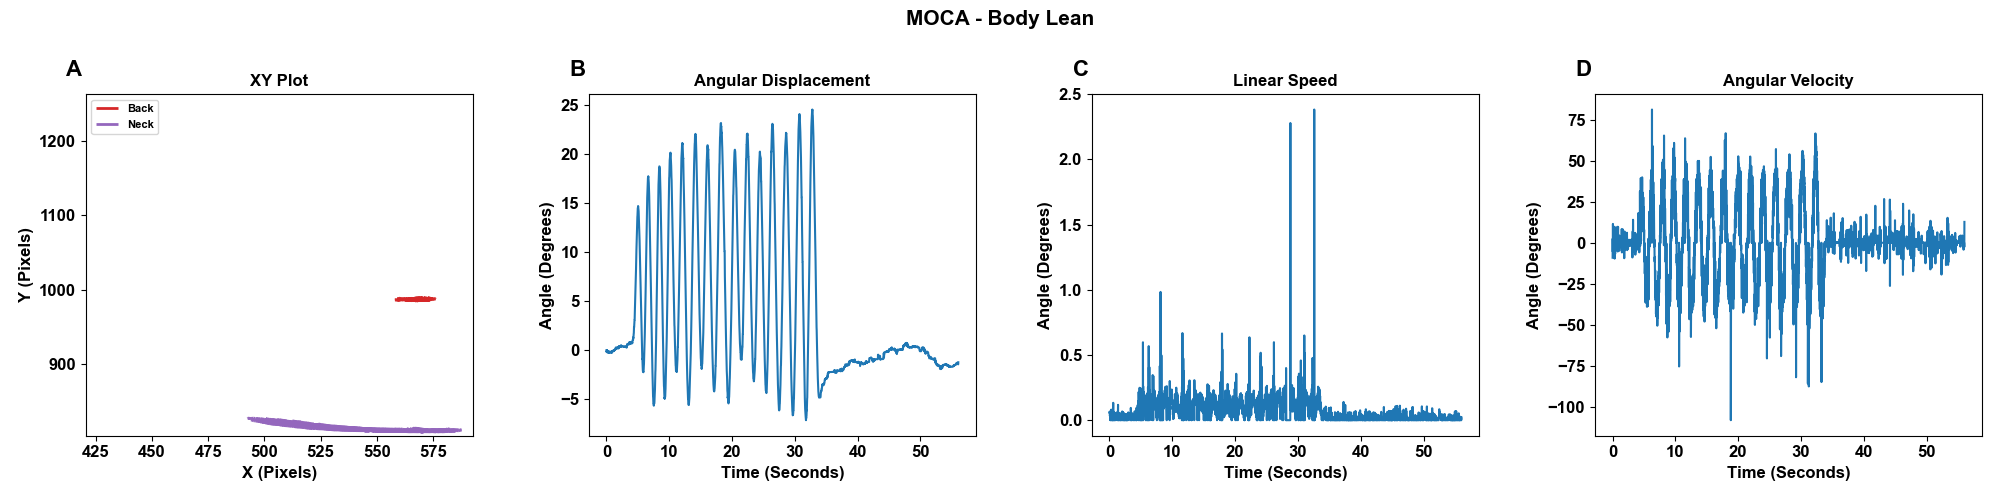 MOCA - Body Lean
A
XY Plot
Back
Neck
1200
1100
1000
900
Y (Pixels)
425 450 475 500 525 550 575
X (Pixels)
B
Angular Displacement
25
20
15
10
5
0
−5
Angle (Degrees)
0 10 20 30 40 50
Time (Seconds)
C
Linear Speed
2.5
2.0
1.5
1.0
0.5
0.0
Angle (Degrees)
0 10 20 30 40 50
Time (Seconds)
D
Angular Velocity
75
50
25
0
−25
−50
−75
−100
Angle (Degrees)
0 10 20 30 40 50
Time (Seconds)